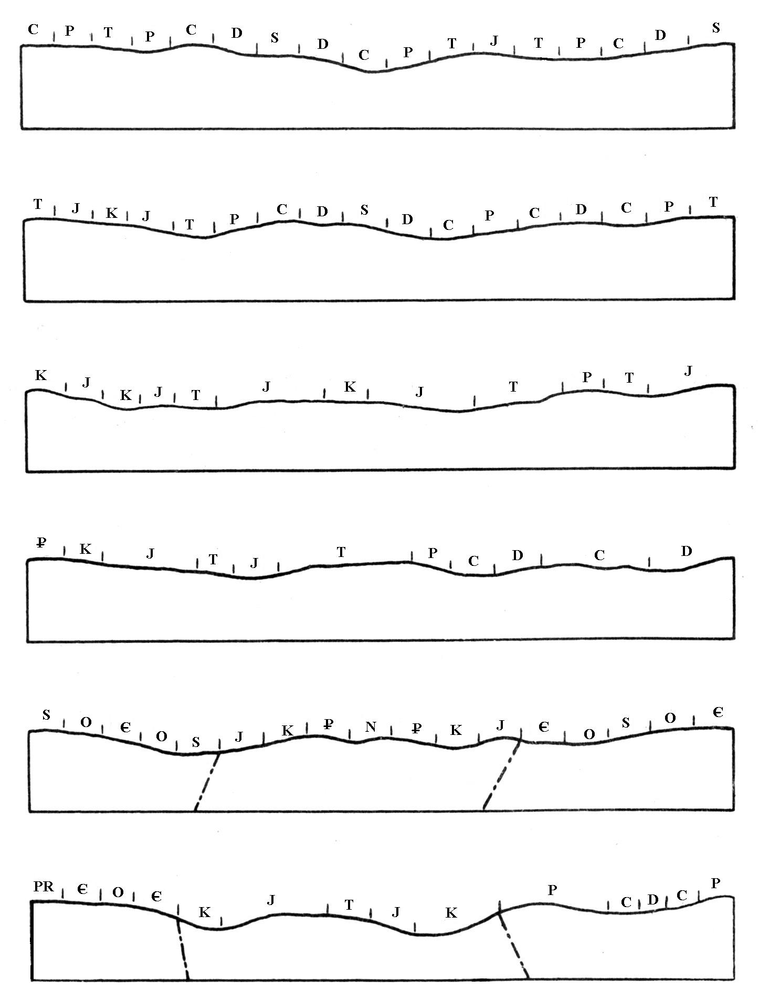 C P T P C D S D C P T J T P C D S
T J K J T P C D S D C P C D C P T
K J K J T J K J T P T J
₽ K J T J T P C D C D
S O Є O S J K ₽ N ₽ K J Є O S O Є
PR Є O Є K J T J K P C D C P